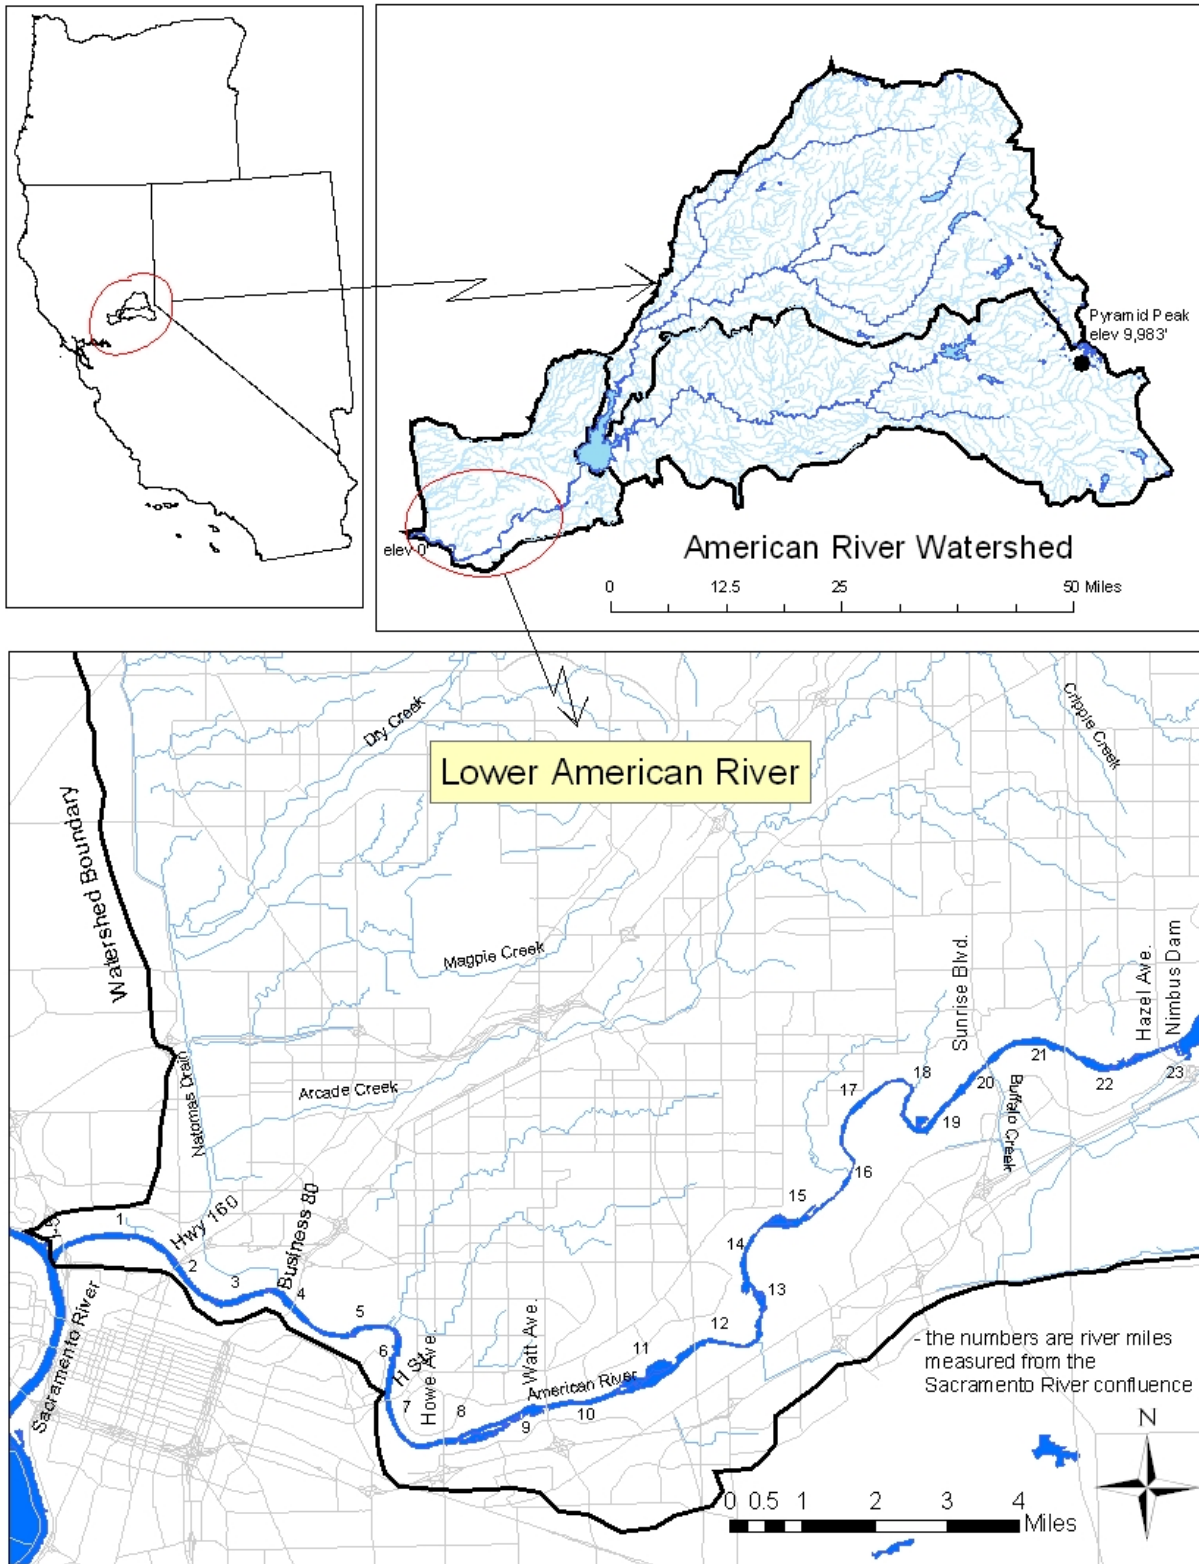 Pyramid Peak
elev 9,983'
elev 0'
American River Watershed
0 12.5 25 50 Miles
Lower American River
Dry Creek
Cripple Creek
Watershed Boundary
Magpie Creek
Sunrise Blvd.
Hazel Ave.
Nimbus Dam
Natomas Drain
Arcade Creek
Buffalo Creek
Hwy 160
Business 80
Sacramento River
H St.
Howe Ave.
Watt Ave.
American River
1
2
3
4
5
6
7
8
9
10
11
12
13
14
15
16
17
18
19
20
21
22
23
- the numbers are river miles
measured from the
Sacramento River confluence
N
0 0.5 1 2 3 4
Miles